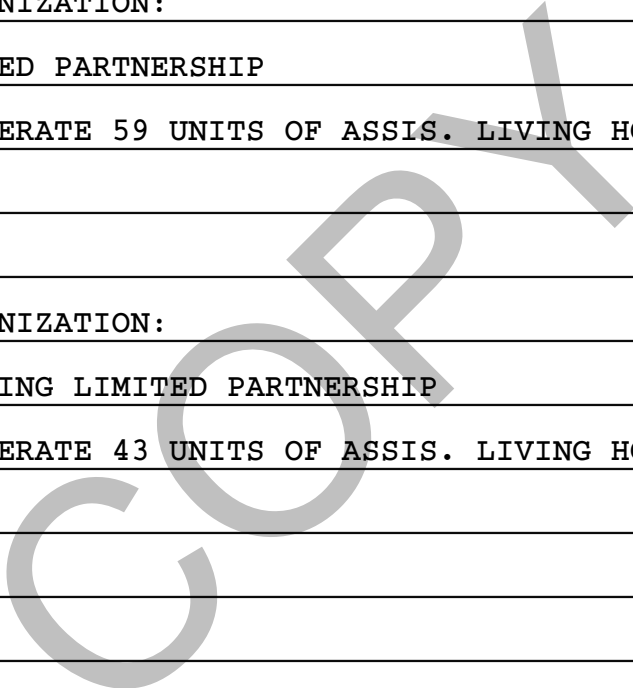 NIZATION:
ED PARTNERSHIP
ERATE 59 UNITS OF ASSIS. LIVING HO
NIZATION:
ING LIMITED PARTNERSHIP
ERATE 43 UNITS OF ASSIS. LIVING HO
COPY